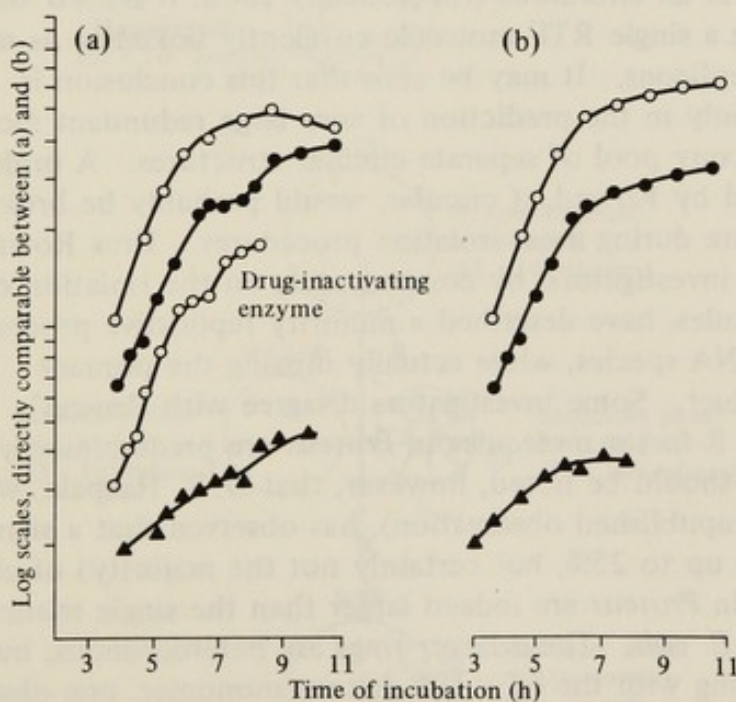 (a)
(b)
Log scales, directly comparable between (a) and (b)
Drug-inactivating
enzyme
3 5 7 9 11
3 5 7 9 11
Time of incubation (h)